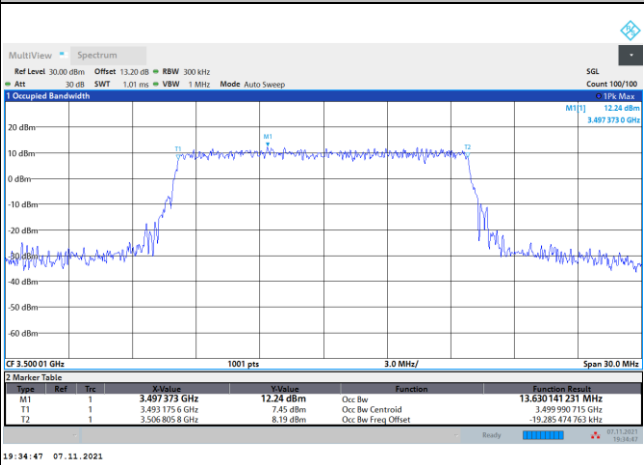 MultiView Spectrum
Ref Level 30.00 dBm Offset 13.20 dB RBW 300 kHz SGL
Att 30 dB SWT 1.01 ms VBW 1 MHz Mode Auto Sweep Count 100/100
1 Occupied Bandwidth 1Pk Max
M1[1] 12.24 dBm
3.497 373 0 GHz
20 dBm
M1
T1
T2
10 dBm
0 dBm
-10 dBm
-20 dBm
-30 dBm
-40 dBm
-50 dBm
-60 dBm
CF 3.500 01 GHz 1001 pts 3.0 MHz/ Span 30.0 MHz
2 Marker Table
Type Ref Trc X-Value Y-Value Function Function Result
M1 1 3.497 373 GHz 12.24 dBm Occ Bw 13.630 141 231 MHz
T1 1 3.493 175 6 GHz 7.45 dBm Occ Bw Centroid 3.499 990 715 GHz
T2 1 3.506 805 8 GHz 8.19 dBm Occ Bw Freq Offset -19.285 474 763 kHz
Ready 07.11.2021
19:34:47
19:34:47 07.11.2021